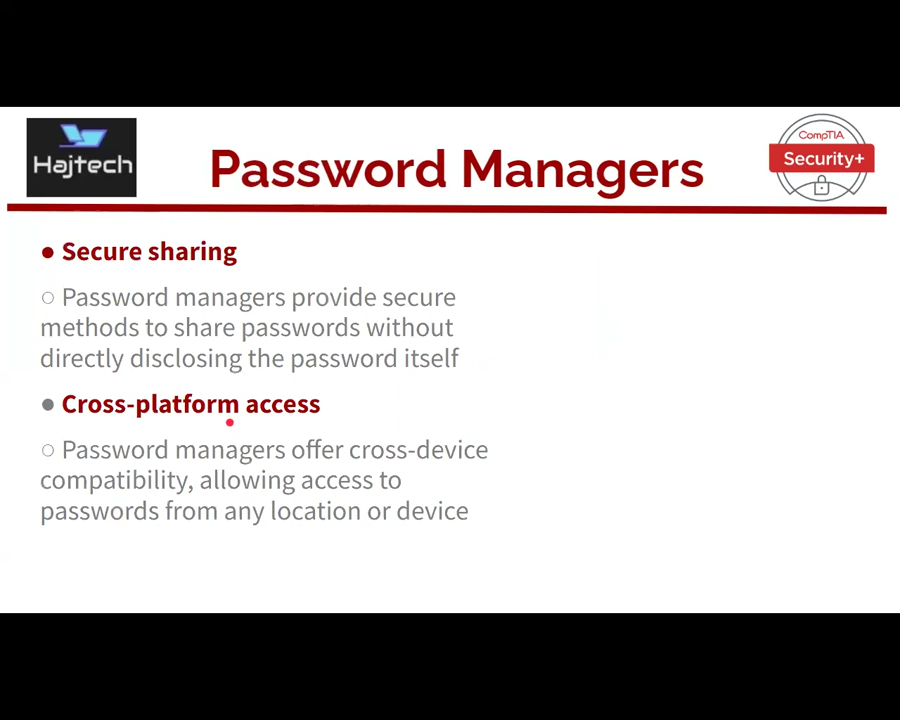 Hajtech
Password Managers
CompTIA
Security+
● Secure sharing
○ Password managers provide secure
methods to share passwords without
directly disclosing the password itself
● Cross-platform access
○ Password managers offer cross-device
compatibility, allowing access to
passwords from any location or device